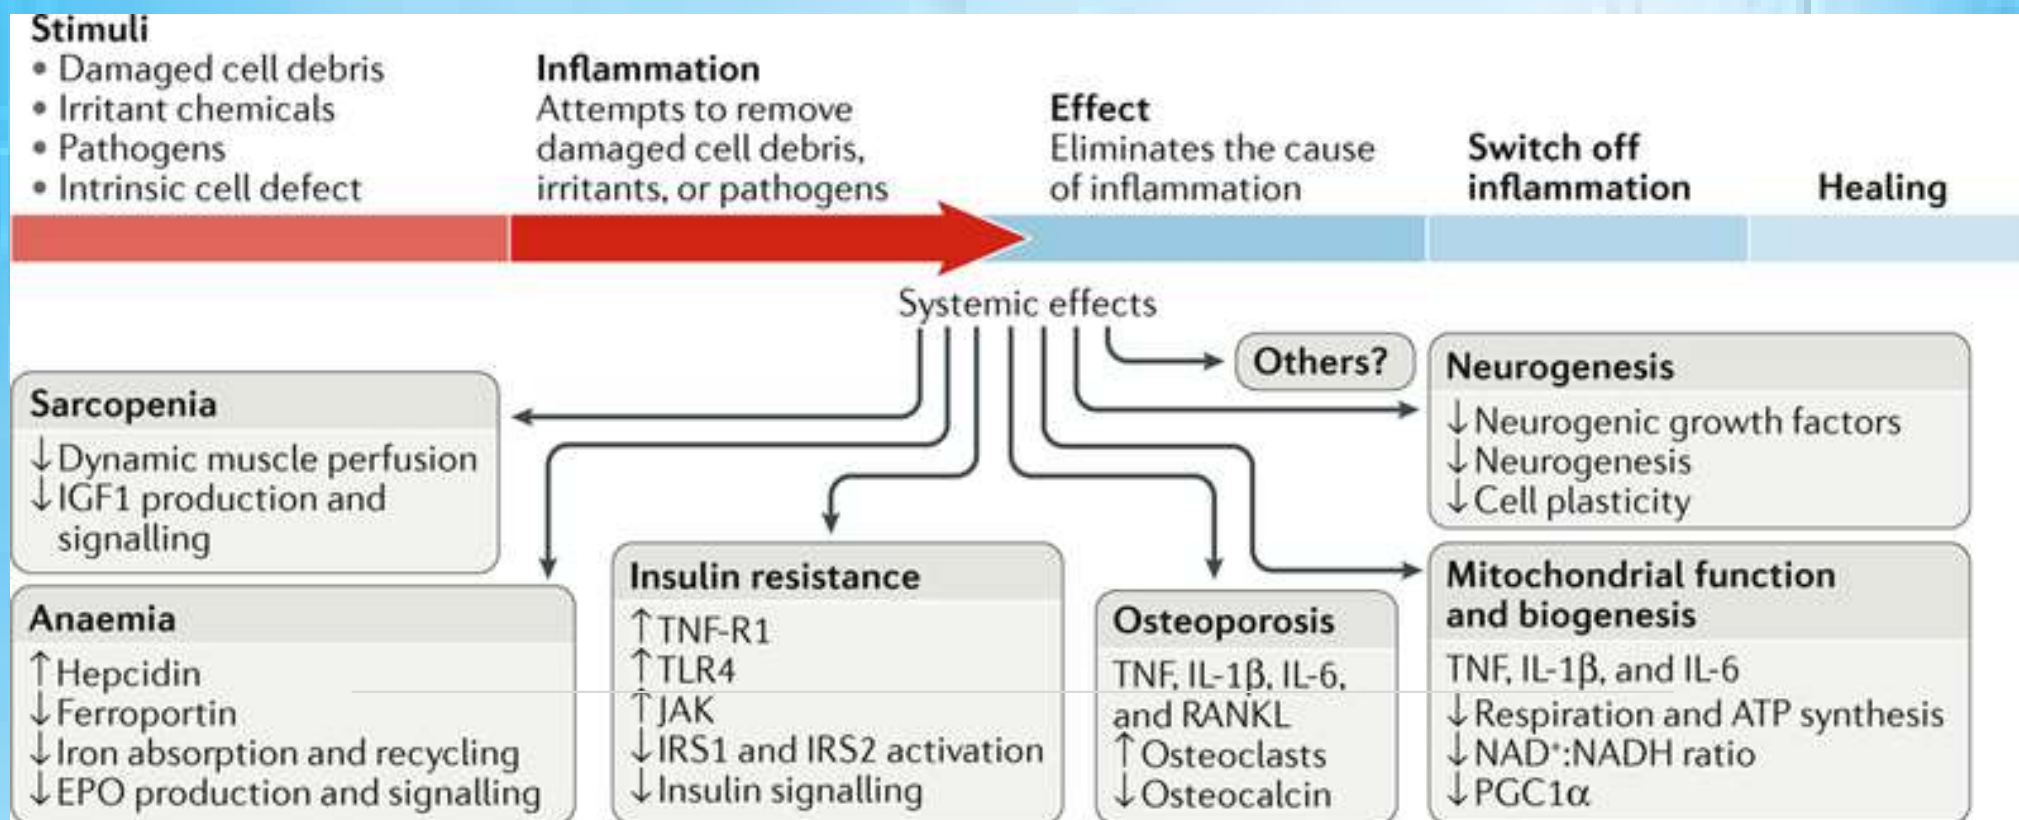 Stimuli
• Damaged cell debris
• Irritant chemicals
• Pathogens
• Intrinsic cell defect
Inflammation
Attempts to remove
damaged cell debris,
irritants, or pathogens
Effect
Eliminates the cause
of inflammation
Switch off
inflammation
Healing
Systemic effects
Others?
Sarcopenia
↓Dynamic muscle perfusion
↓IGF1 production and
signalling
Anaemia
↑Hepcidin
↓Ferroportin
↓Iron absorption and recycling
↓EPO production and signalling
Insulin resistance
↑TNF-R1
↑TLR4
↑JAK
↓IRS1 and IRS2 activation
↓Insulin signalling
Osteoporosis
TNF, IL-1β, IL-6,
and RANKL
↑Osteoclasts
↓Osteocalcin
Neurogenesis
↓Neurogenic growth factors
↓Neurogenesis
↓Cell plasticity
Mitochondrial function
and biogenesis
TNF, IL-1β, and IL-6
↓Respiration and ATP synthesis
↓NAD⁺:NADH ratio
↓PGC1α